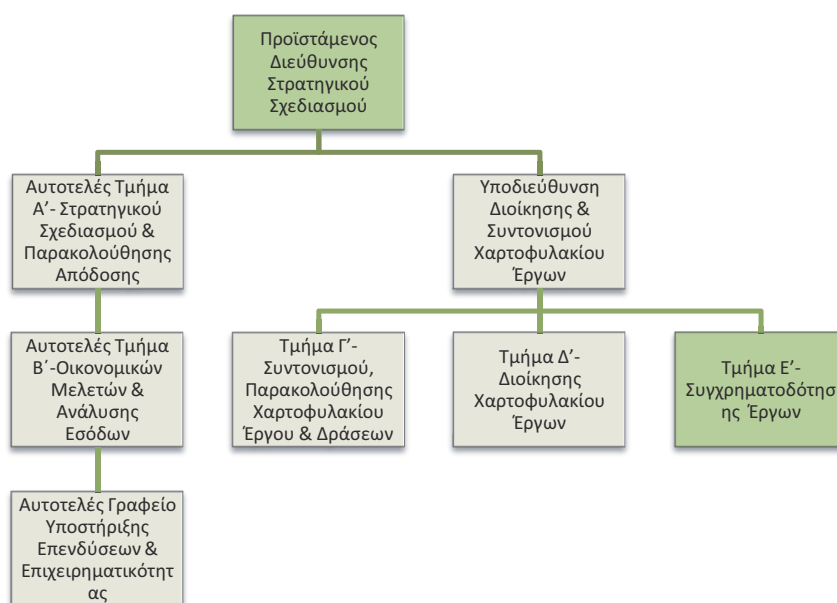 Προϊστάμενος
Διεύθυνσης
Στρατηγικού
Σχεδιασμού
Αυτοτελές Τμήμα
Α’- Στρατηγικού
Σχεδιασμού &
Παρακολούθησης
Απόδοσης
Υποδιεύθυνση
Διοίκησης &
Συντονισμού
Χαρτοφυλακίου
Έργων
Αυτοτελές Τμήμα
Β΄-Οικονομικών
Μελετών &
Ανάλυσης
Εσόδων
Τμήμα Γ’-
Συντονισμού,
Παρακολούθησης
Χαρτοφυλακίου
Έργου & Δράσεων
Τμήμα Δ’-
Διοίκησης
Χαρτοφυλακίου
Έργων
Τμήμα Ε’-
Συγχρηματοδότησ
ης Έργων
Αυτοτελές Γραφείο
Υποστήριξης
Επενδύσεων &
Επιχειρηματικότητ
ας